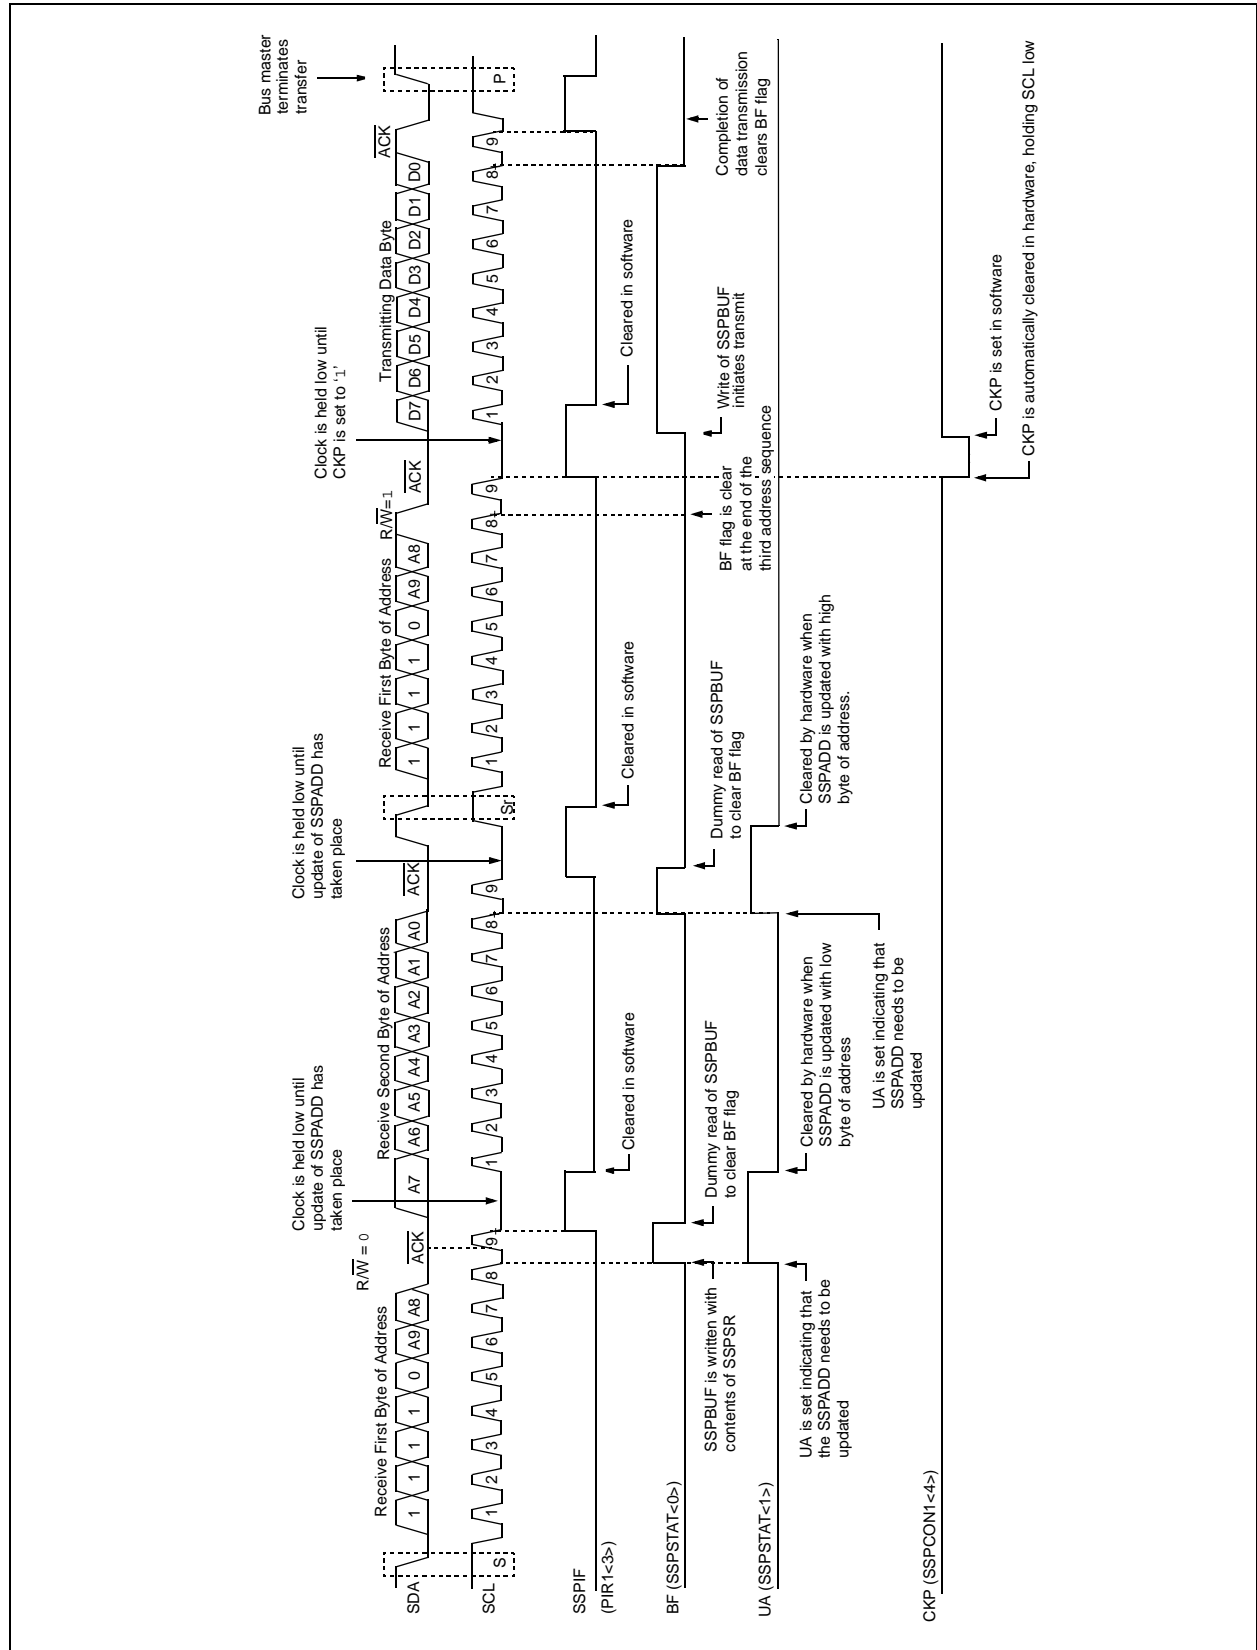 Bus master
terminates
transfer
Clock is held low until
CKP is set to ‘1’
Clock is held low until
update of SSPADD has
taken place
Clock is held low until
update of SSPADD has
taken place
Receive First Byte of Address
R/W = 0
Receive Second Byte of Address
Receive First Byte of Address
R/W=1
Transmitting Data Byte
SDA
1 1 1 1 0 A9 A8 ACK A7 A6 A5 A4 A3 A2 A1 A0 ACK 1 1 1 1 0 A9 A8 ACK D7 D6 D5 D4 D3 D2 D1 D0 ACK
SCL
S 1 2 3 4 5 6 7 8 9 1 2 3 4 5 6 7 8 9 Sr 1 2 3 4 5 6 7 8 9 1 2 3 4 5 6 7 8 9 P
SSPIF
(PIR1<3>)
Cleared in software
Cleared in software
Cleared in software
BF (SSPSTAT<0>)
SSPBUF is written with
contents of SSPSR
Dummy read of SSPBUF
to clear BF flag
Dummy read of SSPBUF
to clear BF flag
BF flag is clear
at the end of the
third address sequence
Write of SSPBUF
initiates transmit
Completion of
data transmission
clears BF flag
UA (SSPSTAT<1>)
UA is set indicating that
the SSPADD needs to be
updated
Cleared by hardware when
SSPADD is updated with low
byte of address
UA is set indicating that
SSPADD needs to be
updated
Cleared by hardware when
SSPADD is updated with high
byte of address.
CKP (SSPCON1<4>)
CKP is set in software
CKP is automatically cleared in hardware, holding SCL low